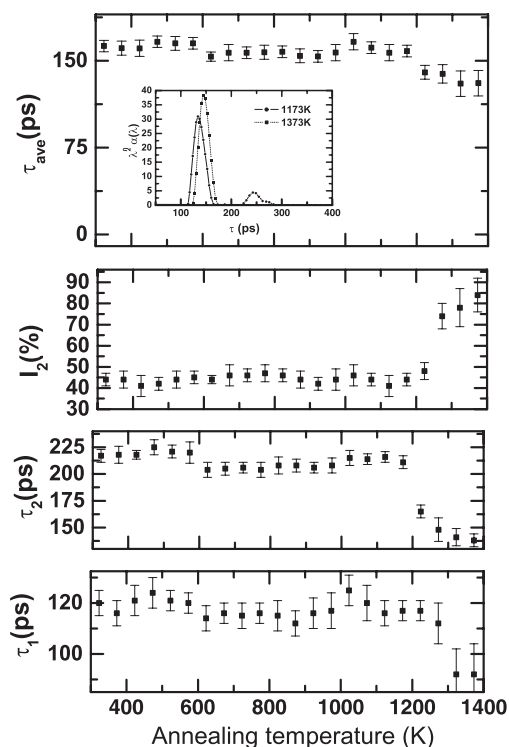 150
75
0
τave(ps)
40
35
30
25
20
15
10
5
0
λ² α(λ)
1173K
1373K
100 200 300 400
τ (ps)
90
80
70
60
50
40
30
I2(%)
225
200
175
150
τ2(ps)
120
100
τ1(ps)
400 600 800 1000 1200 1400
Annealing temperature (K)